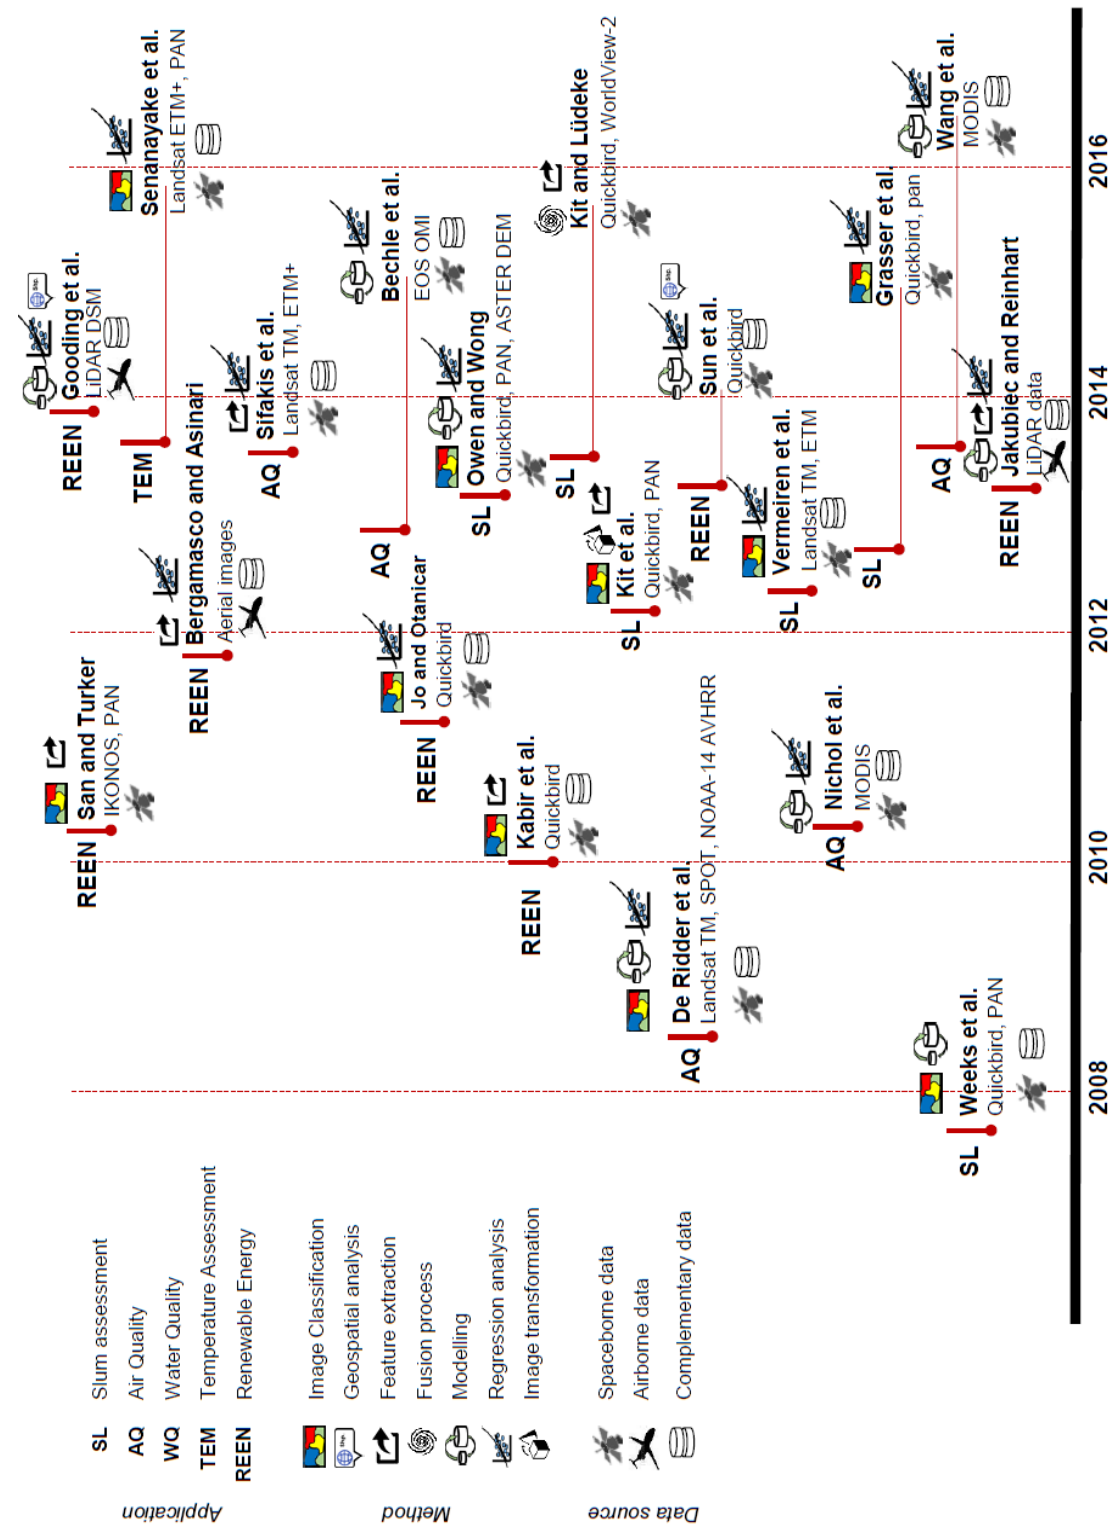 Application
SL Slum assessment
AQ Air Quality
WQ Water Quality
TEM Temperature Assessment
REEN Renewable Energy
Method
Image Classification
Geospatial analysis
Feature extraction
Fusion process
Modelling
Regression analysis
Image transformation
Data source
Spaceborne data
Airborne data
Complementary data
REEN
San and Turker
IKONOS, PAN
REEN
Gooding et al.
LiDAR DSM
TEM
Senanayake et al.
Landsat ETM+, PAN
REEN
Bergamasco and Asinari
Aerial images
AQ
Sifakis et al.
Landsat TM, ETM+
AQ
Bechle et al.
EOS OMI
REEN
Jo and Otanicar
Quickbird
SL
Owen and Wong
Quickbird, PAN, ASTER DEM
REEN
Kabir et al.
Quickbird
SL
Kit and Lüdeke
Quickbird, WorldView-2
SL
Kit et al.
Quickbird, PAN
AQ
De Ridder et al.
Landsat TM, SPOT, NOAA-14 AVHRR
REEN
Sun et al.
Quickbird
SL
Vermeiren et al.
Landsat TM, ETM
AQ
Nichol et al.
MODIS
SL
Grasser et al.
Quickbird, pan
AQ
Wang et al.
MODIS
SL
Weeks et al.
Quickbird, PAN
REEN
Jakubiec and Reinhart
LiDAR data
2008
2010
2012
2014
2016